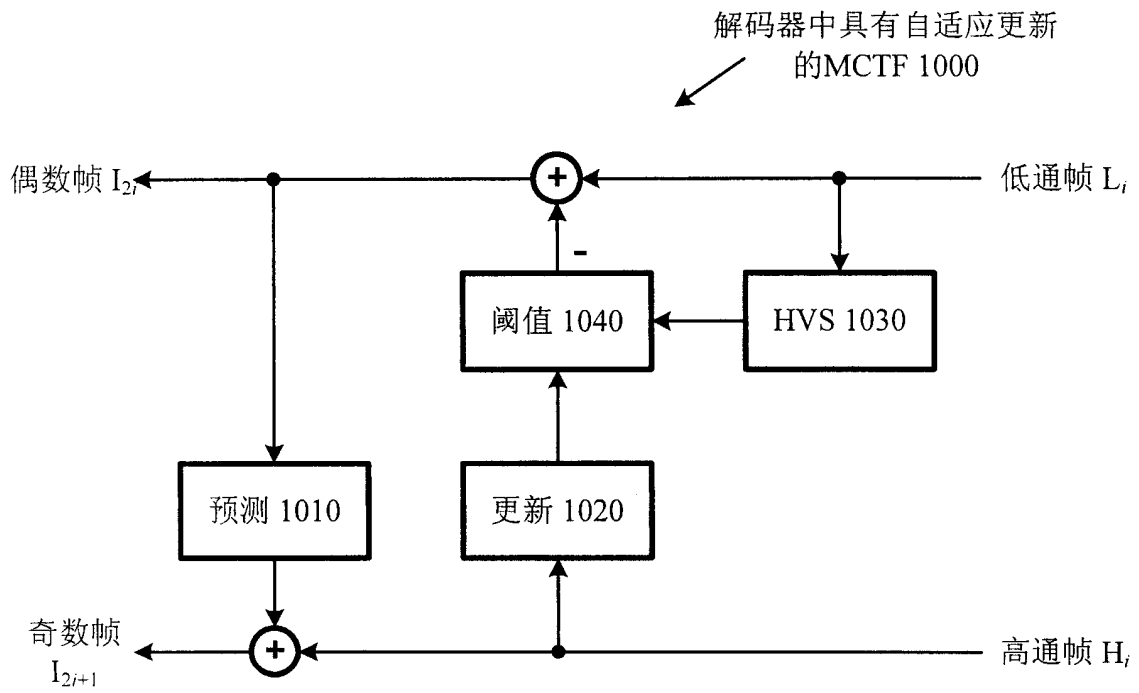 解码器中具有自适应更新
的MCTF 1000
偶数帧 I2i
+
低通帧 Li
-
阈值 1040
HVS 1030
预测 1010
更新 1020
奇数帧
I2i+1
+
高通帧 Hi